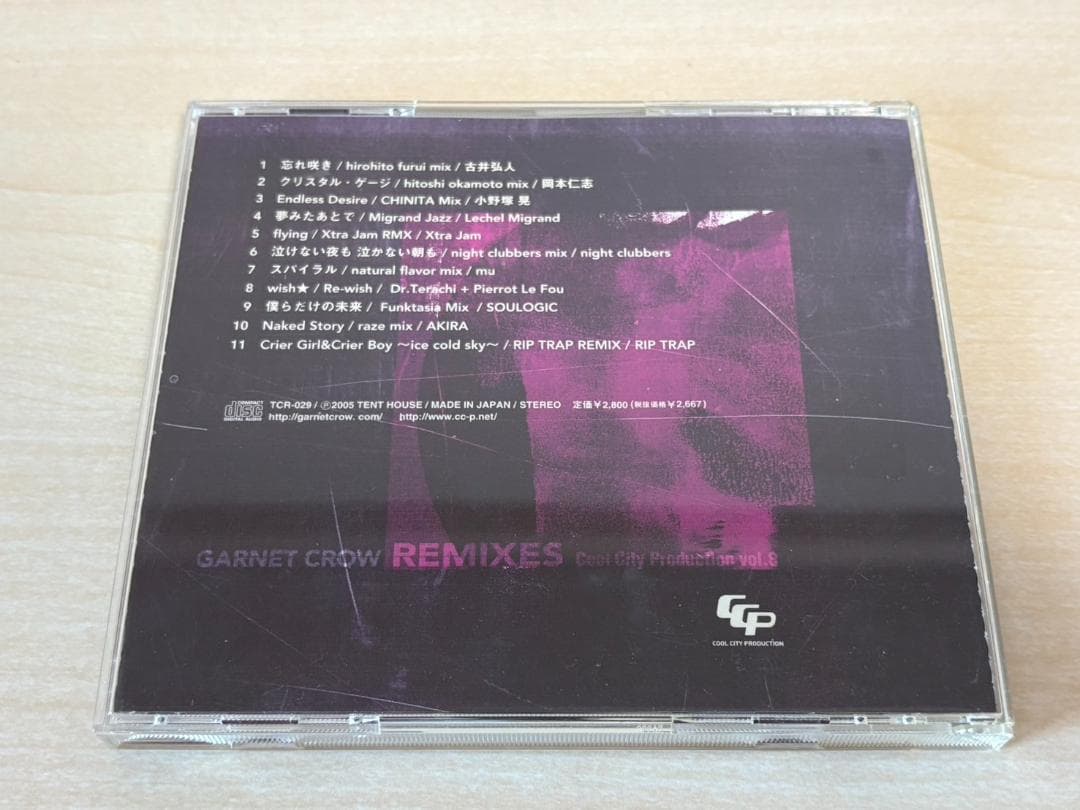 1 忘れ咲き / hirohito furui mix / 古井弘人
2 クリスタル・ゲージ / hitoshi okamoto mix / 岡本仁志
3 Endless Desire / CHINITA Mix / 小野塚 晃
4 夢みたあとで / Migrand Jazz / Lechel Migrand
5 flying / Xtra Jam RMX / Xtra Jam
6 泣けない夜も 泣かない朝も / night clubbers mix / night clubbers
7 スパイラル / natural flavor mix / mu
8 wish★ / Re-wish / Dr.Terachi + Pierrot Le Fou
9 僕らだけの未来 / Funktasia Mix / SOULOGIC
10 Naked Story / raze mix / AKIRA
11 Crier Girl&Crier Boy ～ice cold sky～ / RIP TRAP REMIX / RIP TRAP
COMPACT disc DIGITAL AUDIO
TCR-029 / Ⓟ2005 TENT HOUSE / MADE IN JAPAN / STEREO 定価¥2,800 (税抜価格¥2,667)
http://garnetcrow.com/ http://www.cc-p.net/
GARNET CROW REMIXES Cool City Production vol.8
CCP
COOL CITY PRODUCTION